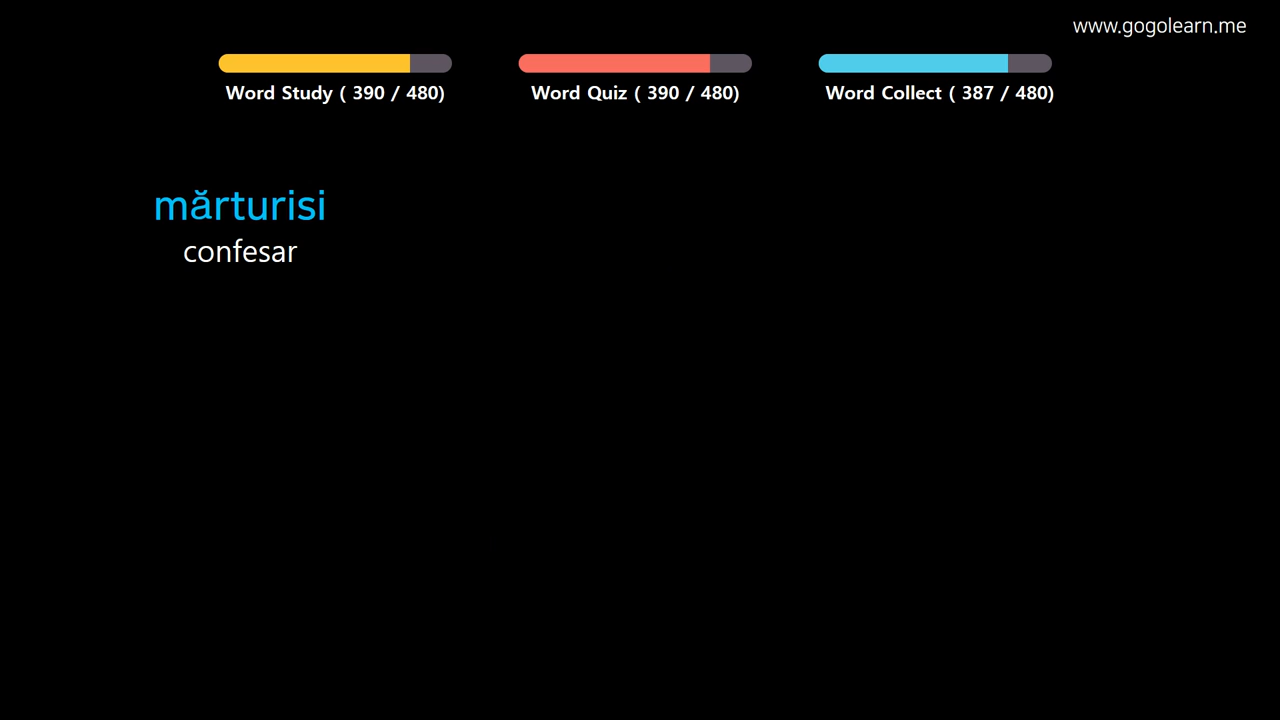 www.gogolearn.me
Word Study ( 390 / 480)
Word Quiz ( 390 / 480)
Word Collect ( 387 / 480)
mărturisi
confesar